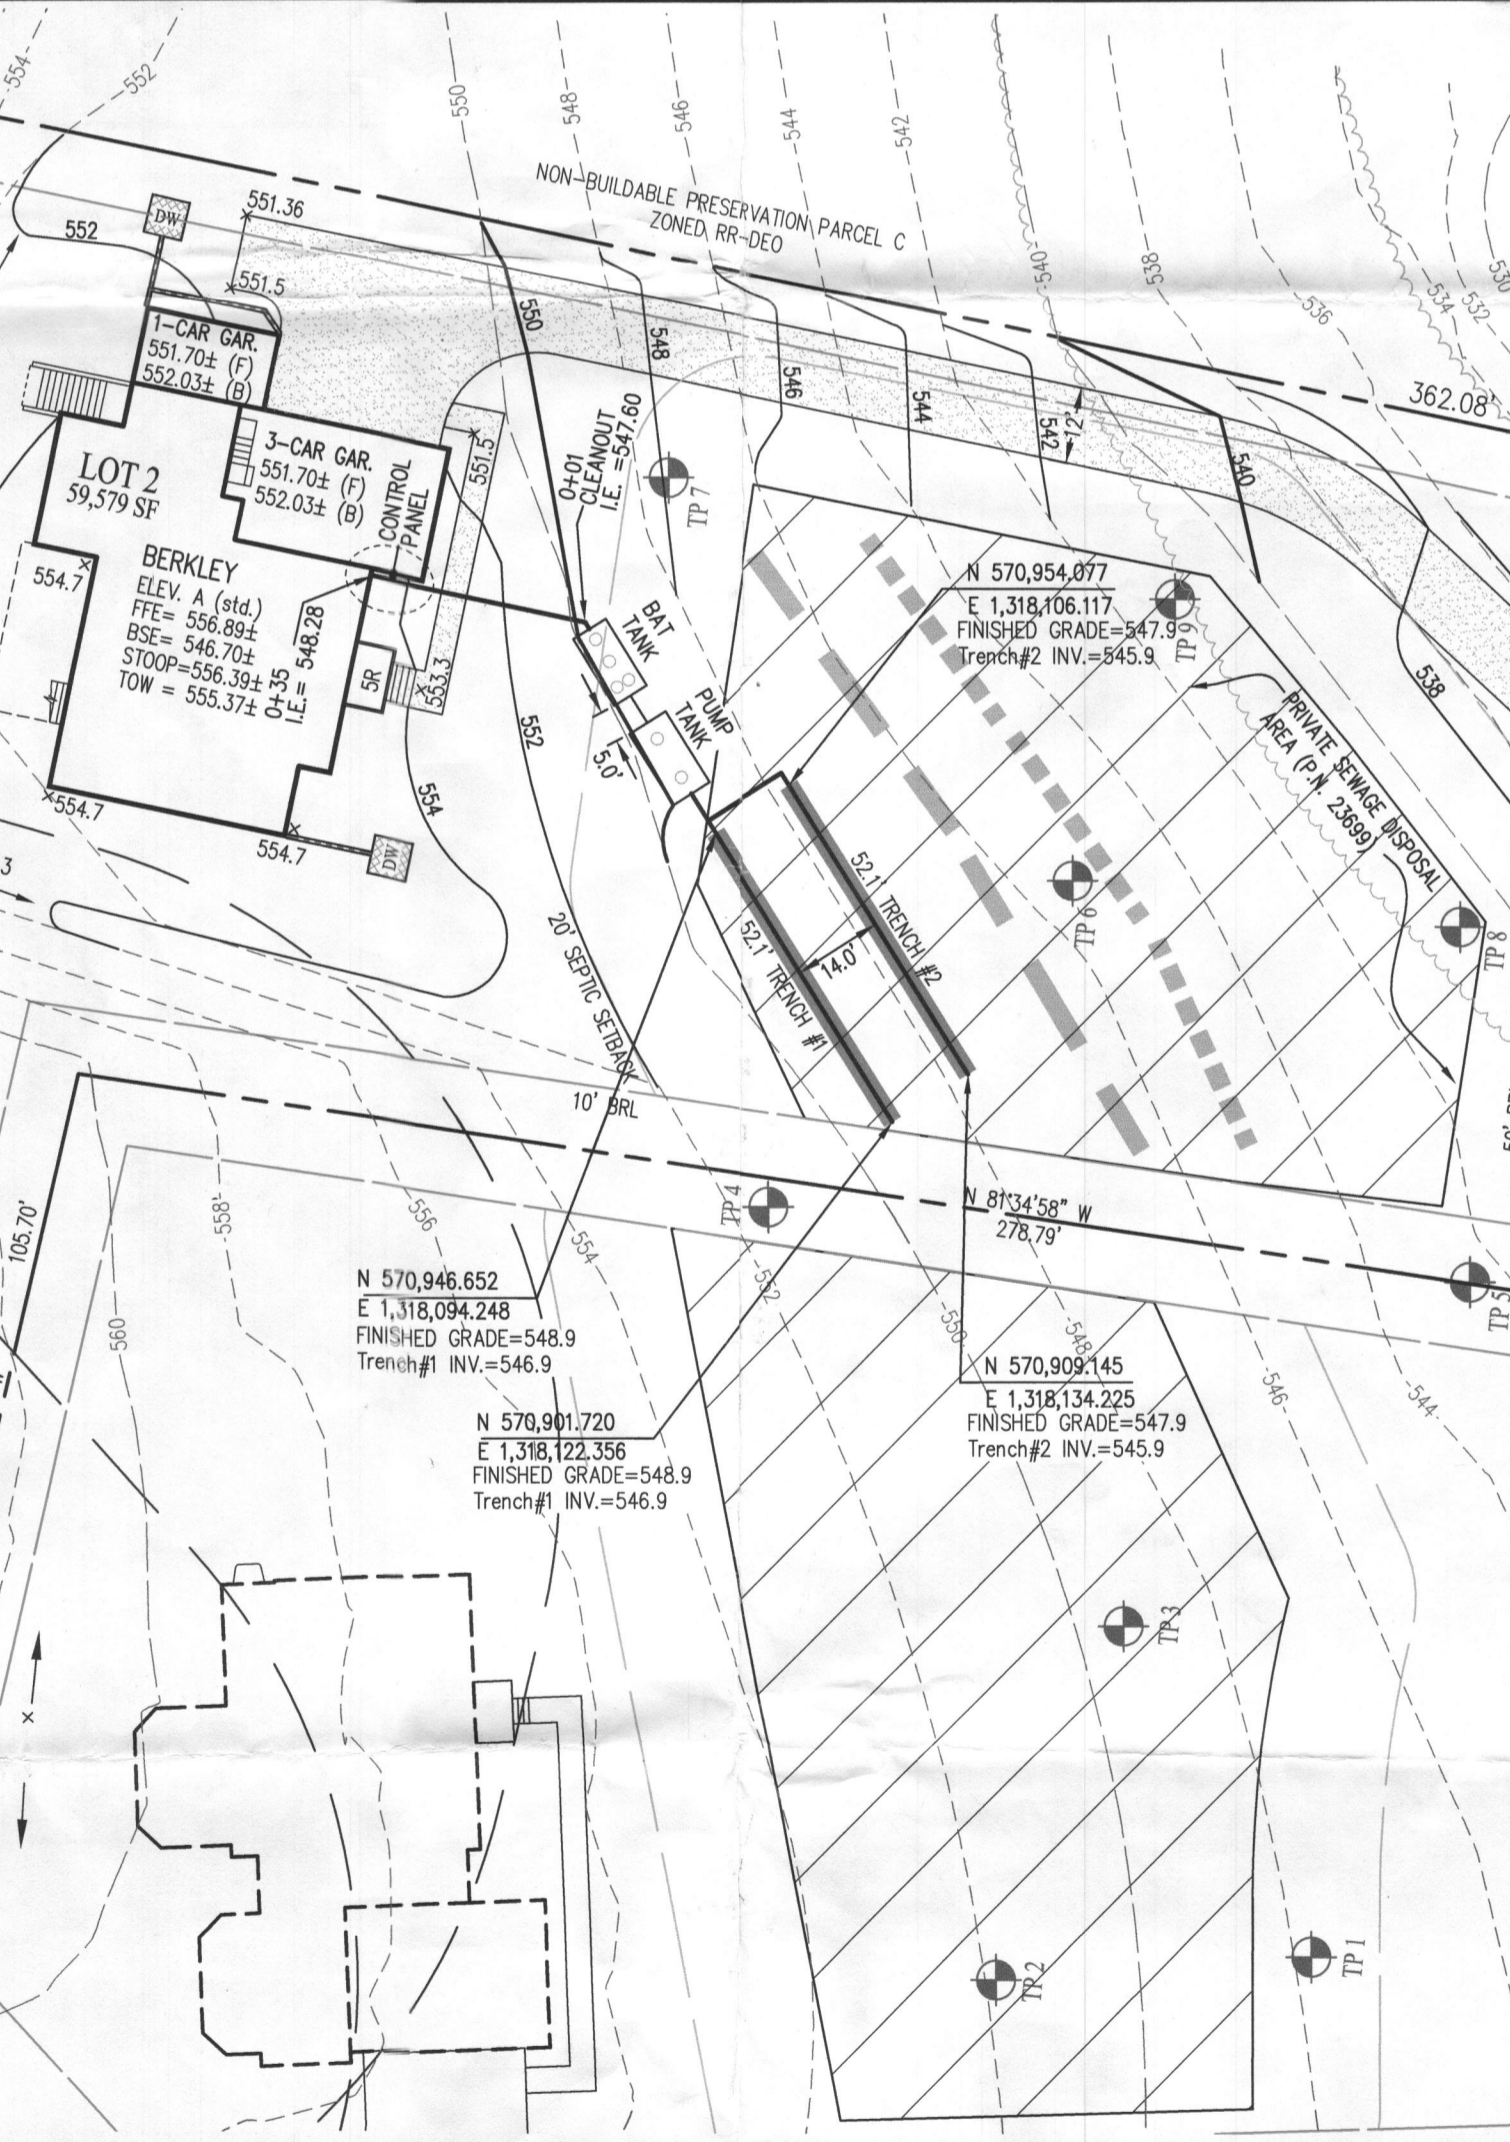 554
552
550
548
546
544
542
NON-BUILDABLE PRESERVATION PARCEL C
ZONED RR-DEO
540
538
536
534
532
530
DW
551.36
552
551.5
1-CAR GAR.
551.70± (F)
552.03± (B)
550
548
546
544
542
12'
540
362.08'
3-CAR GAR.
551.70± (F)
552.03± (B)
CONTROL
PANEL
551.5
0+01
CLEANOUT
I.E.=547.60
TP 7
LOT 2
59,579 SF
BERKLEY
ELEV. A (std.)
FFE= 556.89±
BSE= 546.70±
STOOP=556.39±
TOW = 555.37±
0+35
I.E.= 548.28
554.7
5R
553.3
BAT
TANK
PUMP
TANK
5.0'
N 570,954.077
E 1,318,106.117
FINISHED GRADE=547.9
Trench#2 INV.=545.9
TP 9
PRIVATE SEWAGE DISPOSAL
AREA (P.N. 23699)
538
552
554
554.7
554.7
DW
3
52.1' TRENCH #2
52.1' TRENCH #1
14.0'
TP 6
TP 8
20' SEPTIC SETBACK
10' BRL
TP 4
N 81°34'58" W
278.79'
TP 5
105.70'
558
556
554
552
550
548
546
544
560
N 570,946.652
E 1,318,094.248
FINISHED GRADE=548.9
Trench#1 INV.=546.9
N 570,901.720
E 1,318,122.356
FINISHED GRADE=548.9
Trench#1 INV.=546.9
N 570,909.145
E 1,318,134.225
FINISHED GRADE=547.9
Trench#2 INV.=545.9
TP 3
TP 2
TP 1